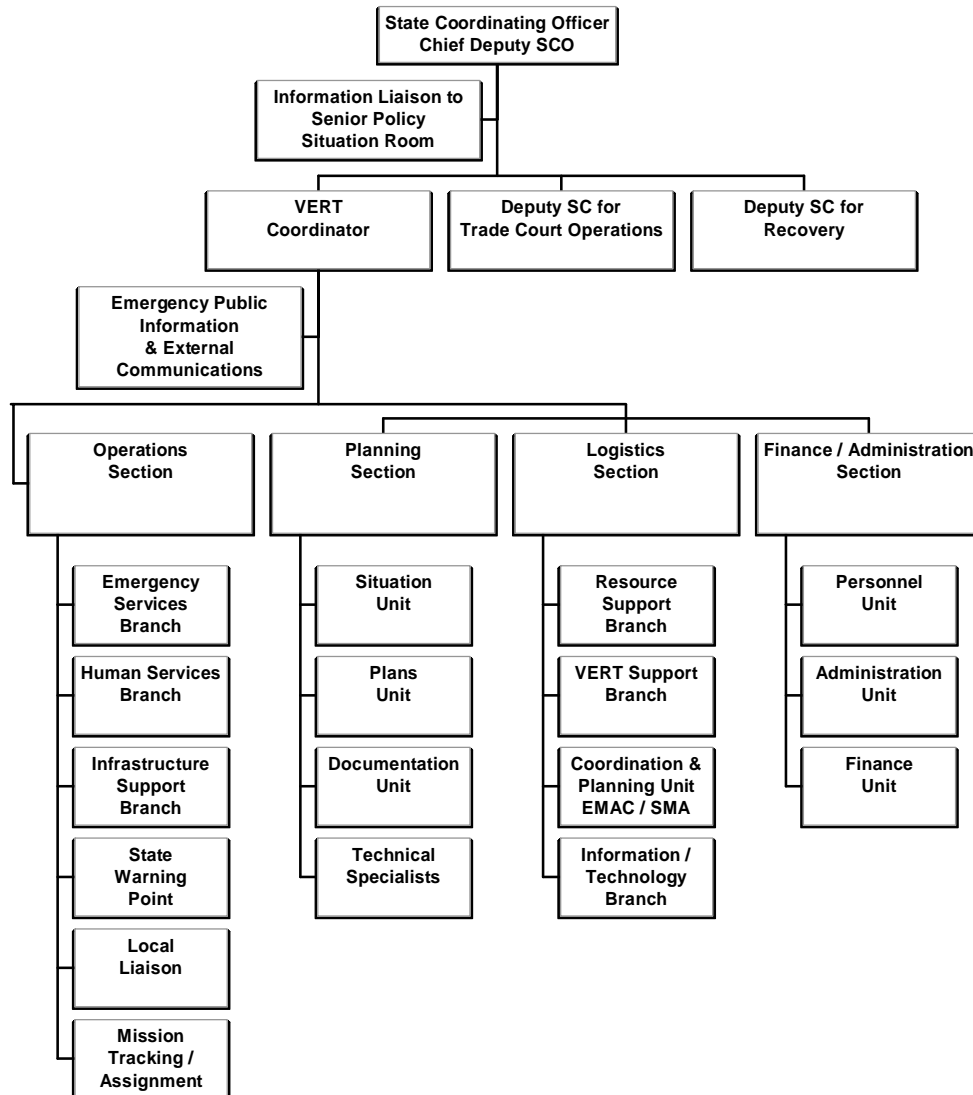 State Coordinating Officer
Chief Deputy SCO
Information Liaison to
Senior Policy
Situation Room
VERT
Coordinator
Deputy SC for
Trade Court Operations
Deputy SC for
Recovery
Emergency Public
Information
& External
Communications
Operations
Section
Planning
Section
Logistics
Section
Finance / Administration
Section
Emergency
Services
Branch
Human Services
Branch
Infrastructure
Support
Branch
State
Warning
Point
Local
Liaison
Mission
Tracking /
Assignment
Situation
Unit
Plans
Unit
Documentation
Unit
Technical
Specialists
Resource
Support
Branch
VERT Support
Branch
Coordination &
Planning Unit
EMAC / SMA
Information /
Technology
Branch
Personnel
Unit
Administration
Unit
Finance
Unit